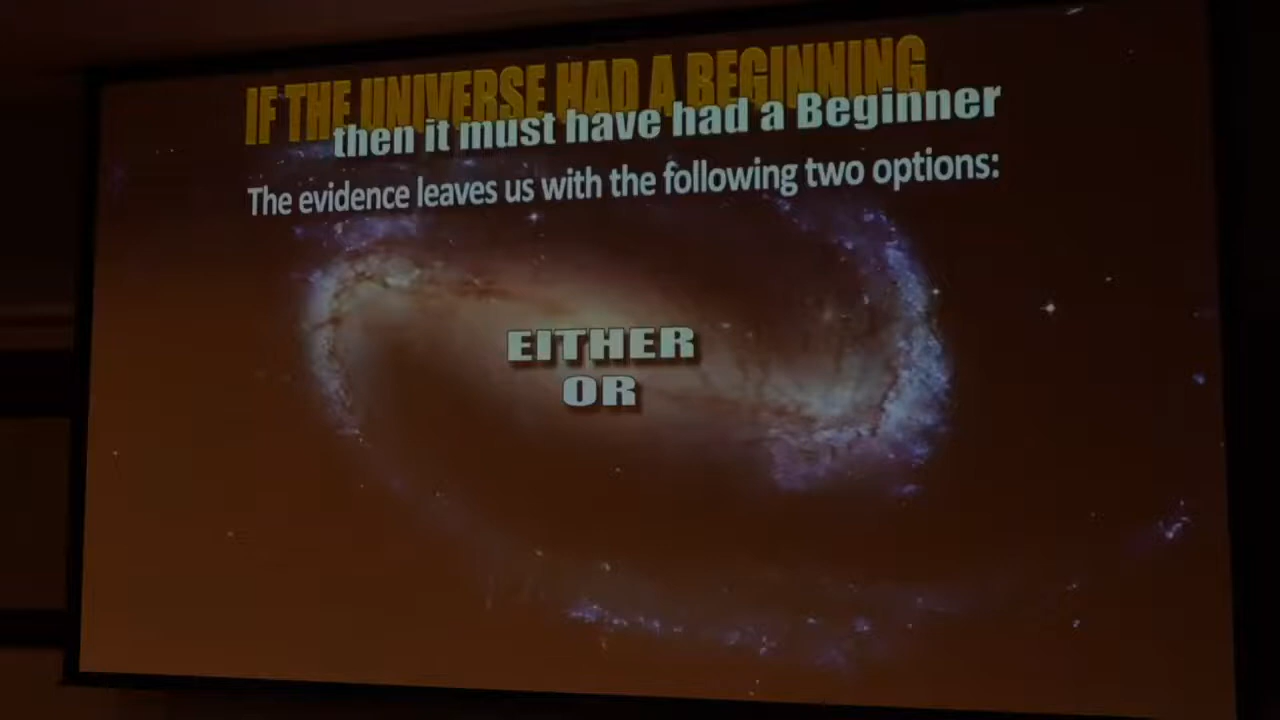 IF THE UNIVERSE HAD A BEGINNING
then it must have had a Beginner
The evidence leaves us with the following two options:
EITHER
OR